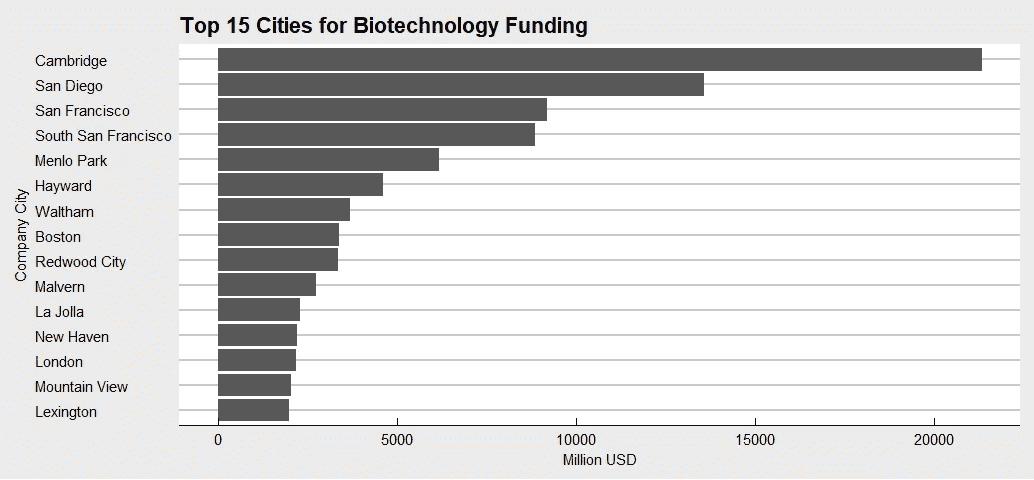 Top 15 Cities for Biotechnology Funding
Company City
Cambridge
San Diego
San Francisco
South San Francisco
Menlo Park
Hayward
Waltham
Boston
Redwood City
Malvern
La Jolla
New Haven
London
Mountain View
Lexington
0 5000 10000 15000 20000
Million USD